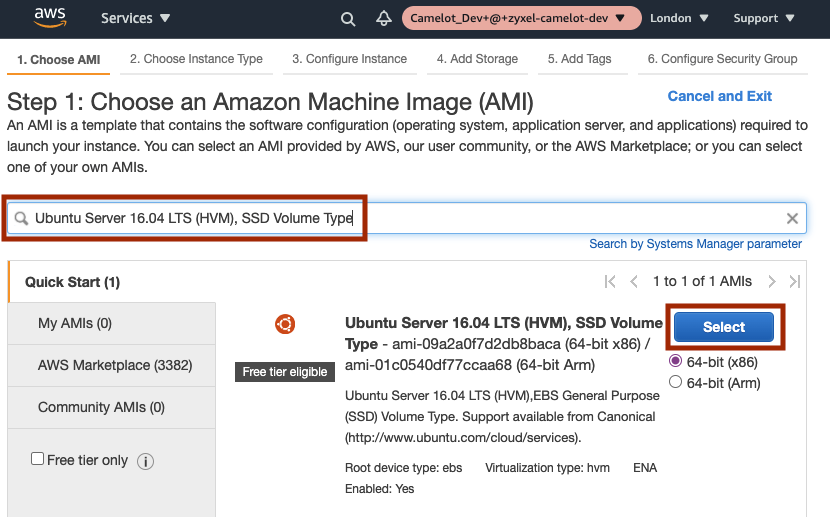 aws
Services
Camelot_Dev+@+zyxel-camelot-dev
London
Support
1. Choose AMI
2. Choose Instance Type
3. Configure Instance
4. Add Storage
5. Add Tags
6. Configure Security Group
Step 1: Choose an Amazon Machine Image (AMI)
Cancel and Exit
An AMI is a template that contains the software configuration (operating system, application server, and applications) required to
launch your instance. You can select an AMI provided by AWS, our user community, or the AWS Marketplace; or you can select
one of your own AMIs.
Ubuntu Server 16.04 LTS (HVM), SSD Volume Type
Search by Systems Manager parameter
Quick Start (1)
1 to 1 of 1 AMIs
My AMIs (0)
AWS Marketplace (3382)
Community AMIs (0)
Free tier only
Free tier eligible
Ubuntu Server 16.04 LTS (HVM), SSD Volume
Type - ami-09a2a0f7d2db8baca (64-bit x86) /
ami-01c0540df77ccaa68 (64-bit Arm)
Ubuntu Server 16.04 LTS (HVM),EBS General Purpose
(SSD) Volume Type. Support available from Canonical
(http://www.ubuntu.com/cloud/services).
Root device type: ebs Virtualization type: hvm ENA
Enabled: Yes
Select
64-bit (x86)
64-bit (Arm)